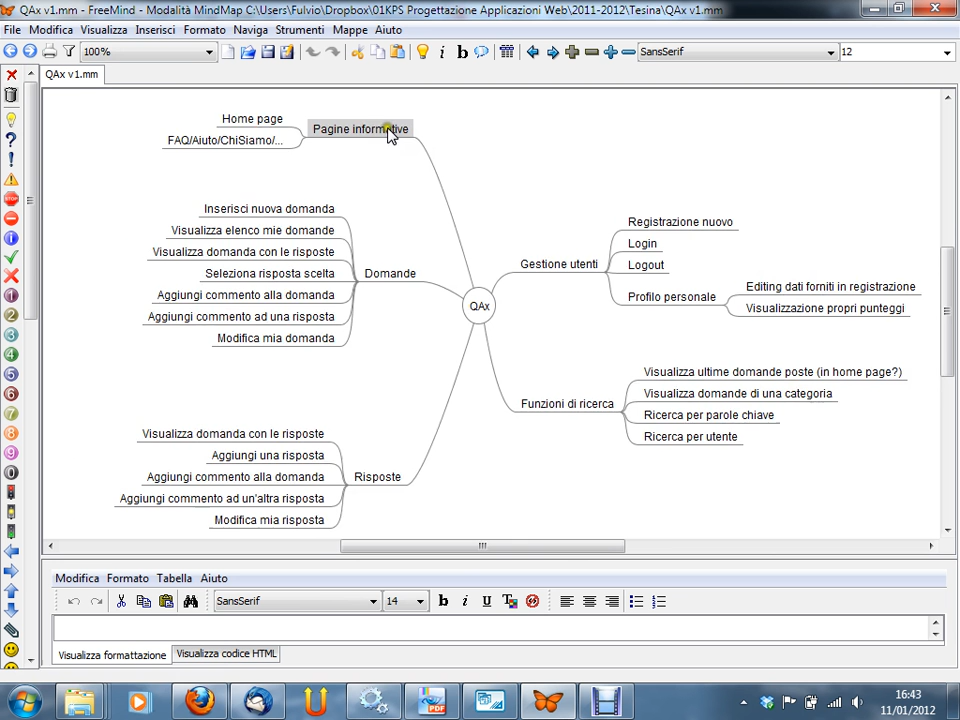 QAx v1.mm - FreeMind - Modalità MindMap C:\Users\Fulvio\Dropbox\01KPS Progettazione Applicazioni Web\2011-2012\Tesina\QAx v1.mm
File Modifica Visualizza Inserisci Formato Naviga Strumenti Mappe Aiuto
100% SansSerif 12
QAx v1.mm
Home page
Pagine informative
FAQ/Aiuto/ChiSiamo/...
Inserisci nuova domanda
Visualizza elenco mie domande
Visualizza domanda con le risposte
Seleziona risposta scelta
Domande
Aggiungi commento alla domanda
Aggiungi commento ad una risposta
Modifica mia domanda
Registrazione nuovo
Login
Gestione utenti
Logout
Profilo personale
Editing dati forniti in registrazione
Visualizzazione propri punteggi
QAx
Visualizza ultime domande poste (in home page?)
Visualizza domande di una categoria
Funzioni di ricerca
Ricerca per parole chiave
Ricerca per utente
Visualizza domanda con le risposte
Aggiungi una risposta
Aggiungi commento alla domanda
Risposte
Aggiungi commento ad un'altra risposta
Modifica mia risposta
Modifica Formato Tabella Aiuto
SansSerif 14
Visualizza formattazione Visualizza codice HTML
16:43
11/01/2012